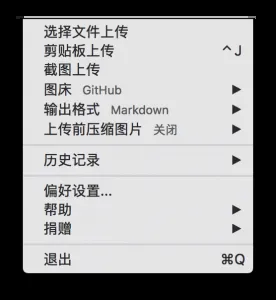 选择文件上传
剪贴板上传 ^J
截图上传
图床 GitHub ▶
输出格式 Markdown ▶
上传前压缩图片 关闭 ▶
历史记录 ▶
偏好设置...
帮助 ▶
捐赠 ▶
退出 ⌘Q